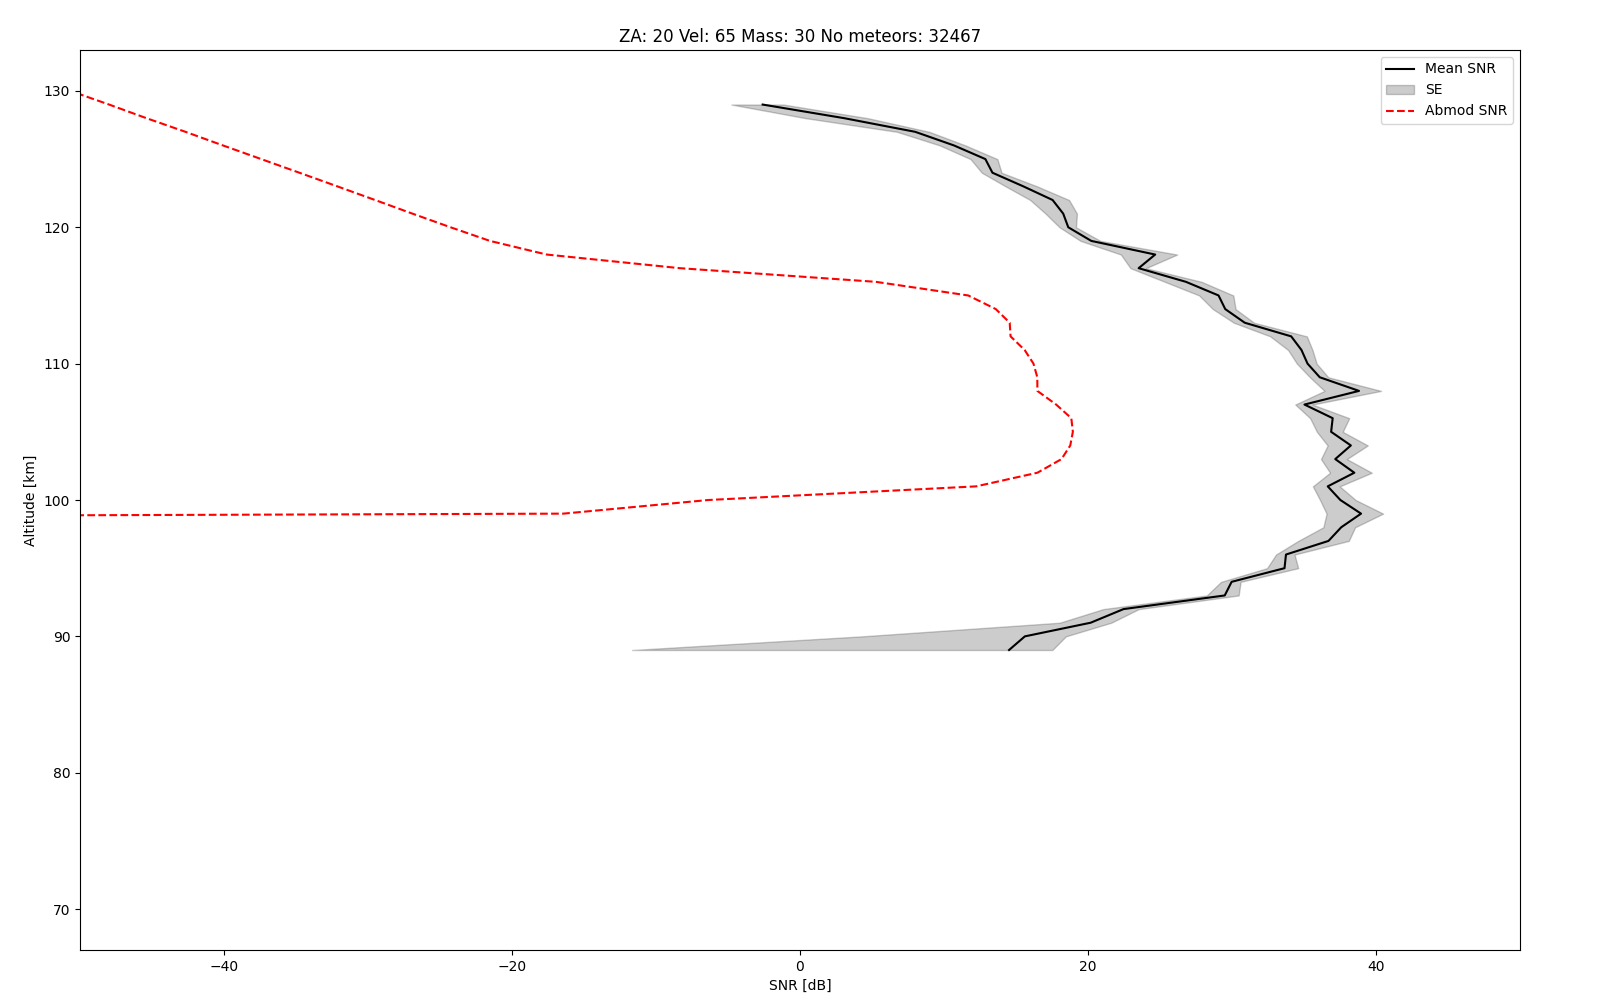 ZA: 20 Vel: 65 Mass: 30 No meteors: 32467
Mean SNR
SE
Abmod SNR
130
120
110
100
90
80
70
Altitude [km]
−40
−20
0
20
40
SNR [dB]